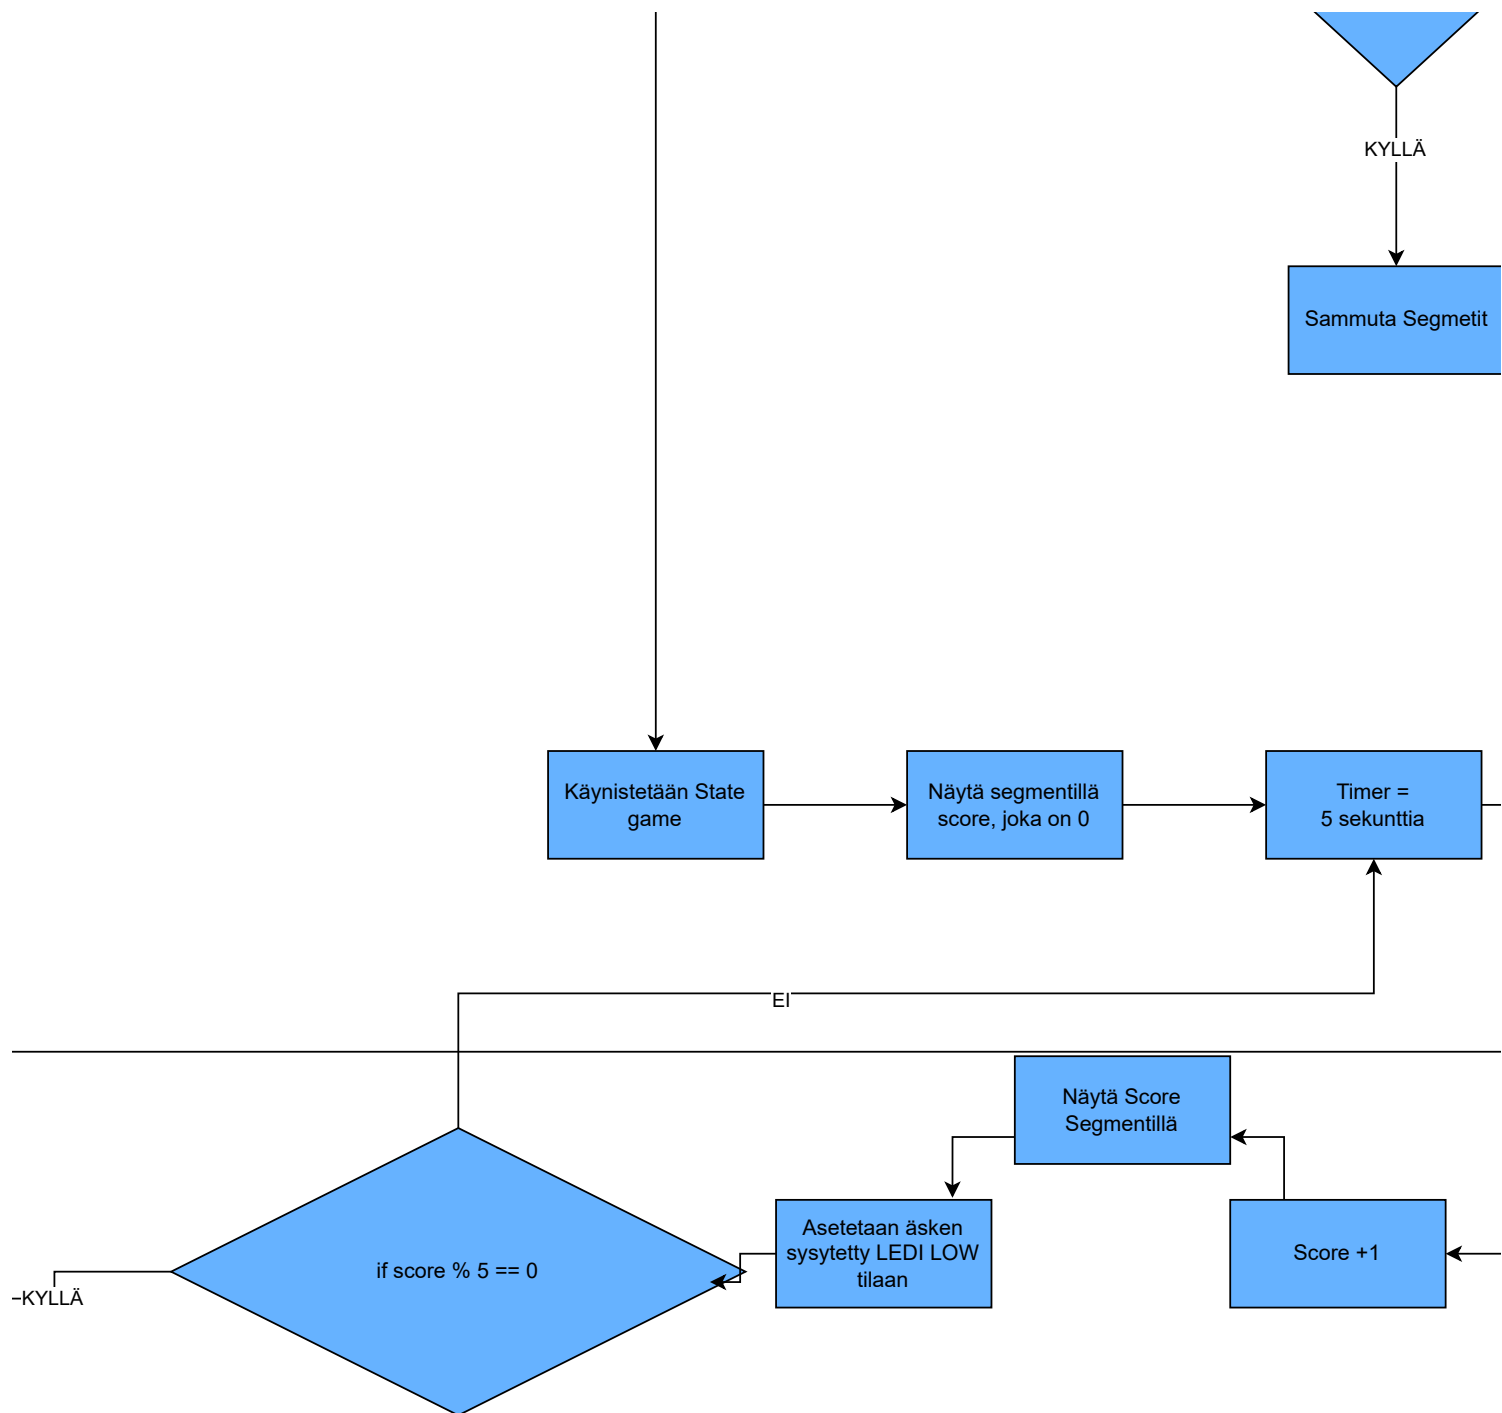 KYLLÄ
Sammuta Segmetit
Käynistetään State
game
Näytä segmentillä
score, joka on 0
Timer =
5 sekunttia
EI
Näytä Score
Segmentillä
Asetetaan äsken
sysytetty LEDI LOW
tilaan
Score +1
if score % 5 == 0
KYLLÄ